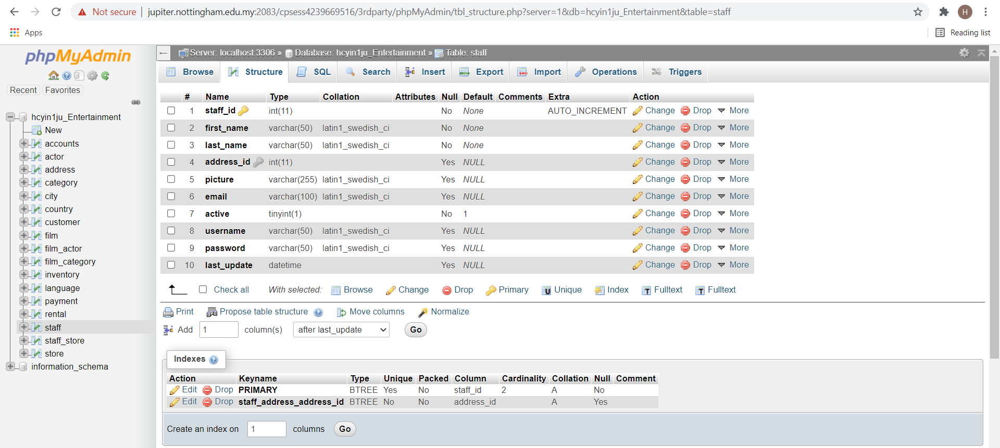 Not secure | jupiter.nottingham.edu.my:2083/cpsess4239669516/3rdparty/phpMyAdmin/tbl_structure.php?server=1&db=hcyin1ju_Entertainment&table=staff
H
Apps
Reading list
phpMyAdmin
Recent Favorites
hcyin1ju_Entertainment
New
accounts
actor
address
category
city
country
customer
film
film_actor
film_category
inventory
language
payment
rental
staff
staff_store
store
information_schema
Server: localhost:3306 » Database: hcyin1ju_Entertainment » Table: staff
Browse Structure SQL Search Insert Export Import Operations Triggers
# Name Type Collation Attributes Null Default Comments Extra Action
1 staff_id int(11) No None AUTO_INCREMENT Change Drop More
2 first_name varchar(50) latin1_swedish_ci No None Change Drop More
3 last_name varchar(50) latin1_swedish_ci No None Change Drop More
4 address_id int(11) Yes NULL Change Drop More
5 picture varchar(255) latin1_swedish_ci Yes NULL Change Drop More
6 email varchar(100) latin1_swedish_ci Yes NULL Change Drop More
7 active tinyint(1) No 1 Change Drop More
8 username varchar(50) latin1_swedish_ci Yes NULL Change Drop More
9 password varchar(50) latin1_swedish_ci Yes NULL Change Drop More
10 last_update datetime Yes NULL Change Drop More
Check all With selected: Browse Change Drop Primary Unique Index Fulltext Fulltext
Print Propose table structure Move columns Normalize
Add 1 column(s) after last_update Go
Indexes
Action Keyname Type Unique Packed Column Cardinality Collation Null Comment
Edit Drop PRIMARY BTREE Yes No staff_id 2 A No
Edit Drop staff_address_address_id BTREE No No address_id A Yes
Create an index on 1 columns Go